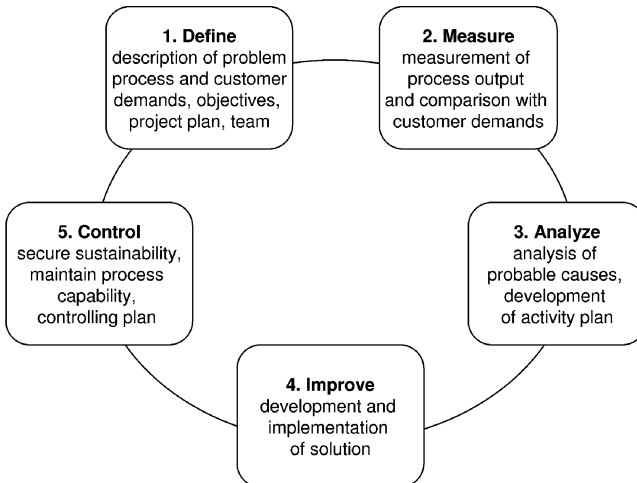 1. Define
description of problem
process and customer
demands, objectives,
project plan, team
2. Measure
measurement of
process output
and comparison with
customer demands
3. Analyze
analysis of
probable causes,
development
of activity plan
4. Improve
development and
implementation
of solution
5. Control
secure sustainability,
maintain process
capability,
controlling plan